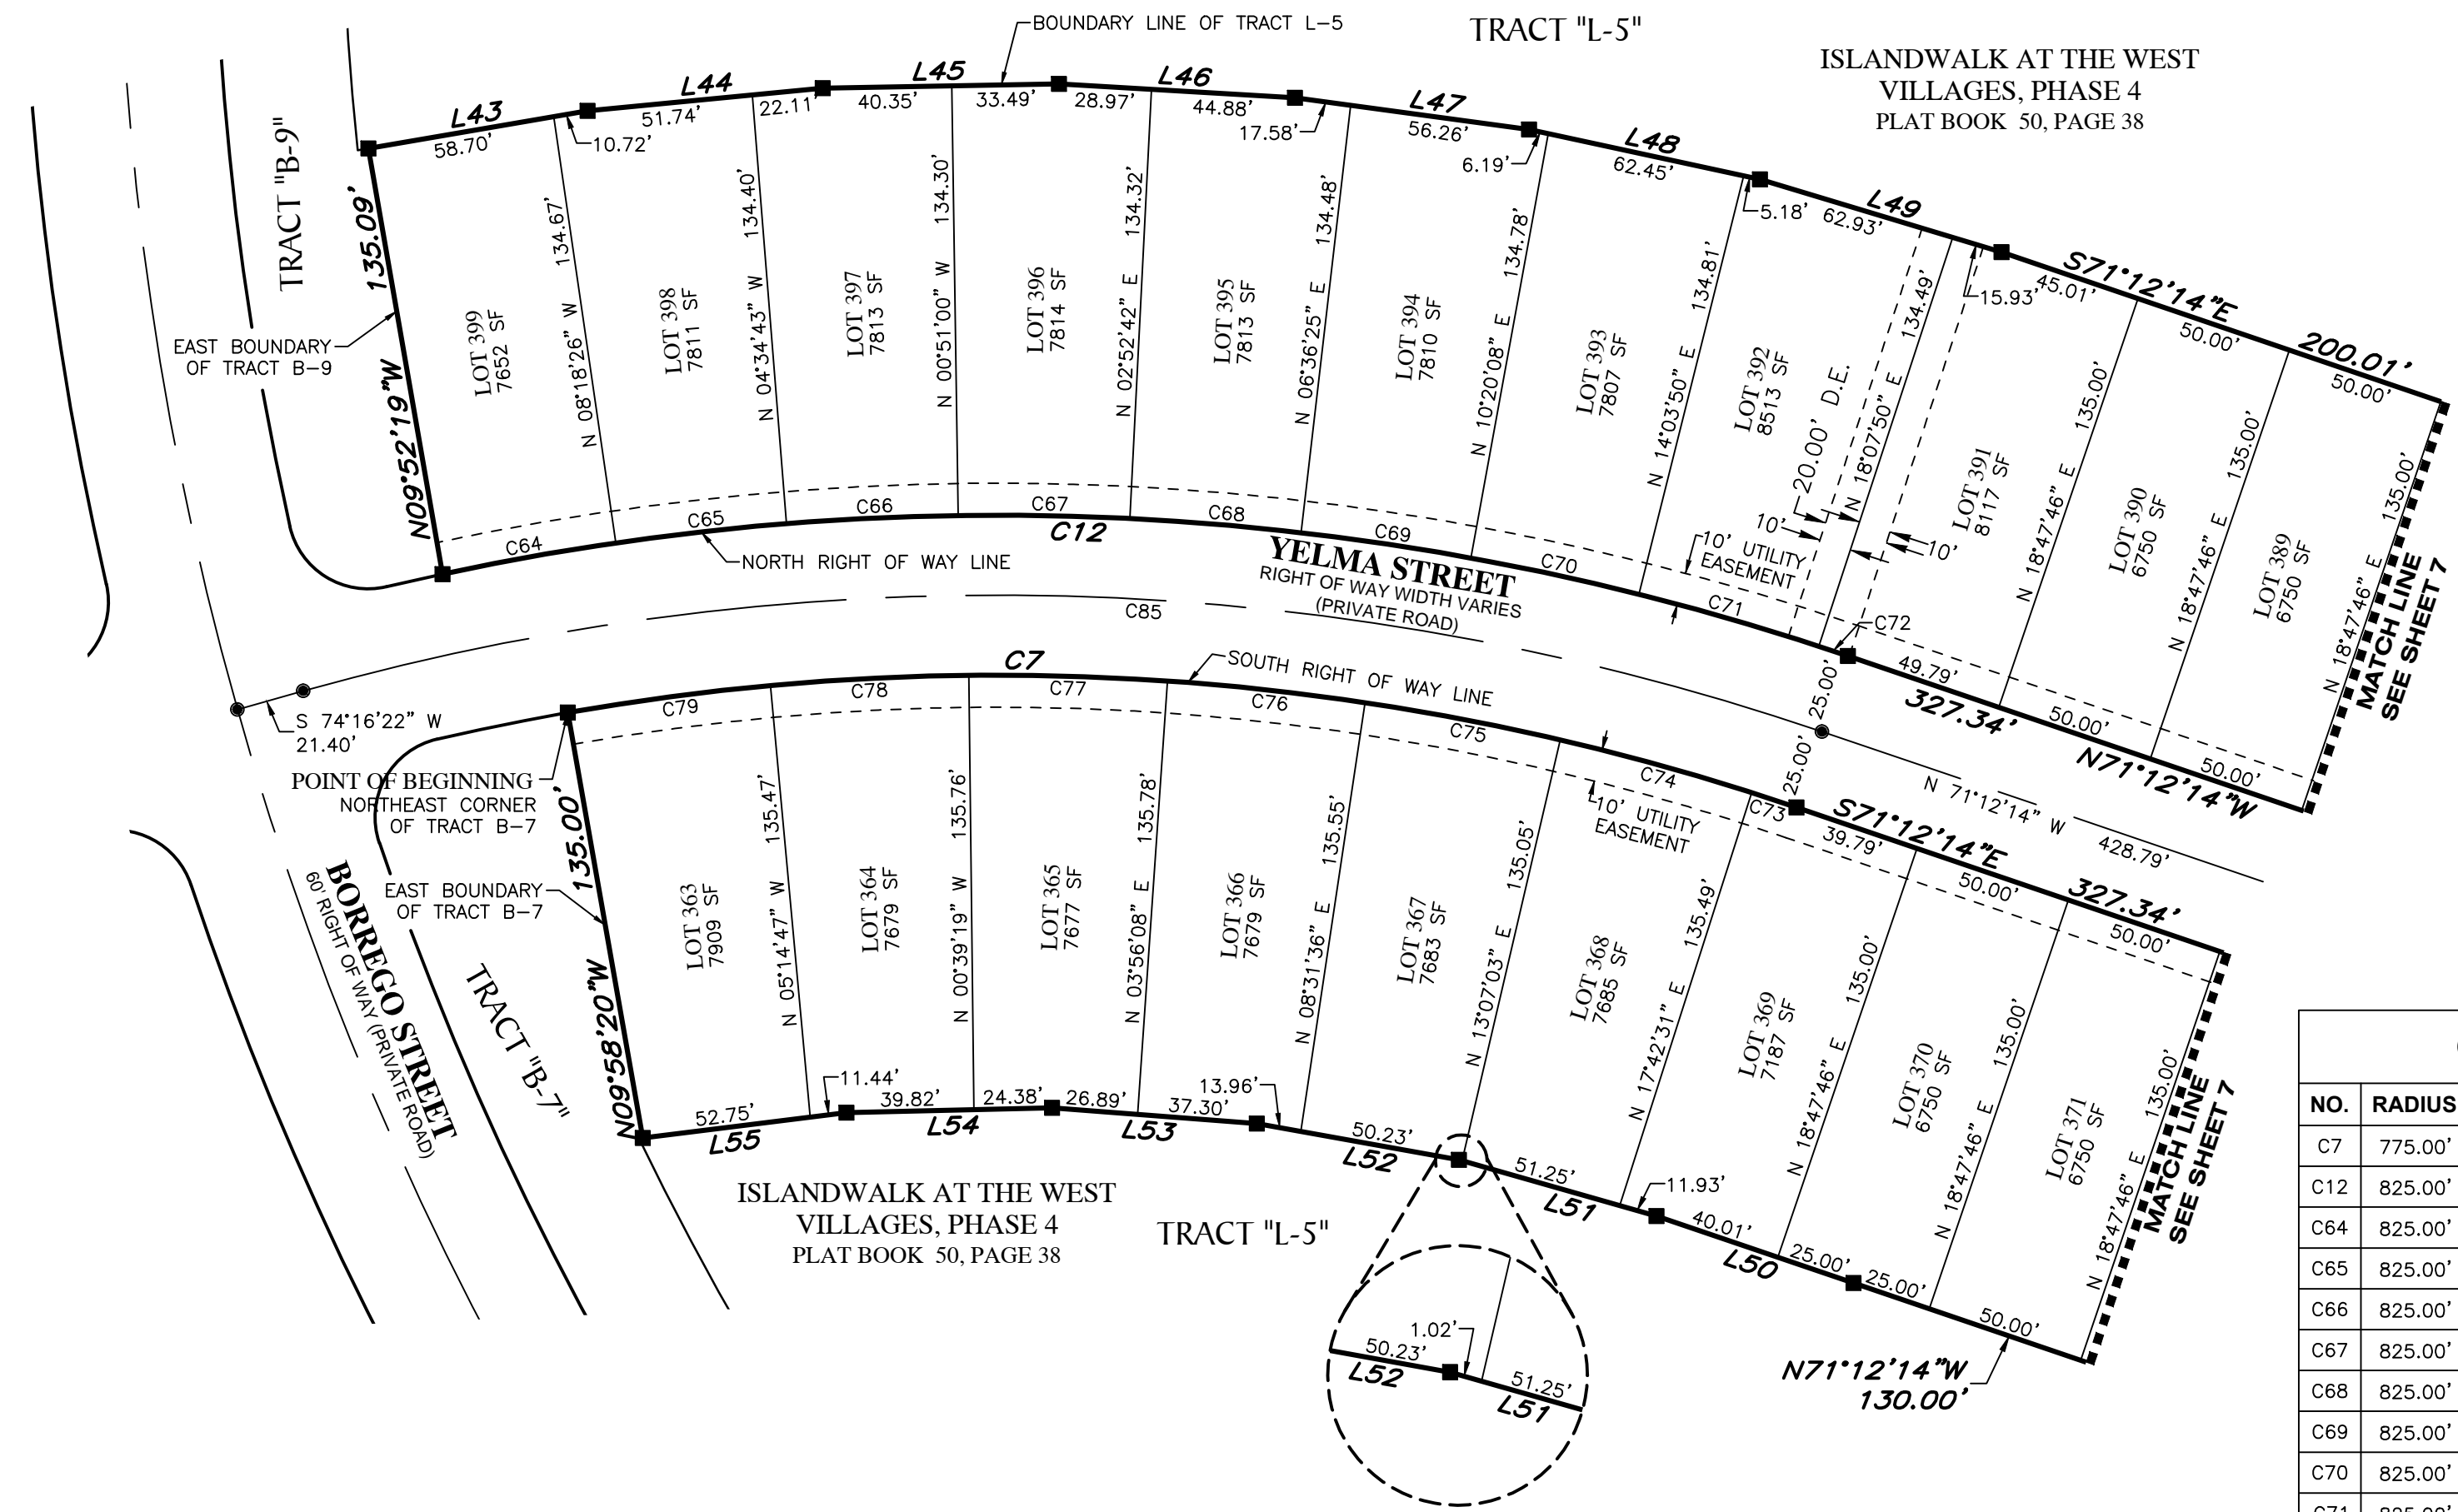 BOUNDARY LINE OF TRACT L-5
TRACT "L-5"
ISLANDWALK AT THE WEST
VILLAGES, PHASE 4
PLAT BOOK 50, PAGE 38
TRACT "B-9"
L43
58.70'
10.72'
L44
51.74'
22.11'
L45
40.35'
33.49'
L46
28.97'
44.88'
L47
17.58'
56.26'
L48
6.19'
62.45'
L49
5.18'
62.93'
15.93'
S71°12'14"E
200.01'
45.01'
50.00'
50.00'
135.09'
N09°52'19"W
EAST BOUNDARY
OF TRACT B-9
LOT 399
7652 SF
N 08°18'26" W
134.67'
LOT 398
7811 SF
N 04°34'43" W
134.40'
LOT 397
7813 SF
N 00°51'00" W
134.30'
LOT 396
7814 SF
N 02°52'42" E
134.32'
LOT 395
7813 SF
N 06°36'25" E
134.48'
LOT 394
7810 SF
N 10°20'08" E
134.78'
LOT 393
7807 SF
N 14°03'50" E
134.81'
LOT 392
8513 SF
20.00' D.E.
N 18°07'50" E
134.49'
10'
10'
LOT 391
8117 SF
N 18°47'46" E
135.00'
LOT 390
6750 SF
N 18°47'46" E
135.00'
LOT 389
6750 SF
N 18°47'46" E
135.00'
MATCH LINE
SEE SHEET 7
C64
C65
C66
C67
C12
C68
C69
C70
C71
C72
10' UTILITY
EASEMENT
NORTH RIGHT OF WAY LINE
YELMA STREET
RIGHT OF WAY WIDTH VARIES
(PRIVATE ROAD)
C85
49.79'
50.00'
50.00'
327.34'
N71°12'14"W
25.00'
25.00'
N 71°12'14" W
428.79'
S 74°16'22" W
21.40'
POINT OF BEGINNING
NORTHEAST CORNER
OF TRACT B-7
C7
SOUTH RIGHT OF WAY LINE
C79
C78
C77
C76
C75
C74
C73
10' UTILITY
EASEMENT
S71°12'14"E
327.34'
39.79'
50.00'
50.00'
135.00'
N09°58'20"W
EAST BOUNDARY
OF TRACT B-7
BORREGO STREET
60' RIGHT OF WAY (PRIVATE ROAD)
TRACT "B-7"
LOT 363
7909 SF
N 05°14'47" W
135.47'
LOT 364
7679 SF
N 00°39'19" W
135.76'
LOT 365
7677 SF
N 03°56'08" E
135.78'
LOT 366
7679 SF
N 08°31'36" E
135.55'
LOT 367
7683 SF
N 13°07'03" E
135.05'
LOT 368
7685 SF
N 17°42'31" E
135.49'
LOT 369
7187 SF
N 18°47'46" E
135.00'
LOT 370
6750 SF
N 18°47'46" E
135.00'
LOT 371
6750 SF
N 18°47'46" E
135.00'
MATCH LINE
SEE SHEET 7
52.75'
L55
11.44'
39.82'
24.38'
L54
26.89'
37.30'
L53
13.96'
50.23'
L52
51.25'
L51
11.93'
40.01'
25.00'
L50
25.00'
50.00'
N71°12'14"W
130.00'
ISLANDWALK AT THE WEST
VILLAGES, PHASE 4
PLAT BOOK 50, PAGE 38
TRACT "L-5"
1.02'
50.23'
L52
51.25'
L51
NO. RADIUS
C7 775.00'
C12 825.00'
C64 825.00'
C65 825.00'
C66 825.00'
C67 825.00'
C68 825.00'
C69 825.00'
C70 825.00'